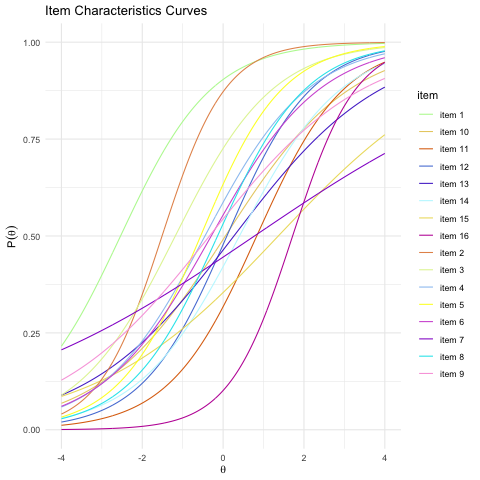 Item Characteristics Curves
1.00
0.75
0.50
0.25
0.00
P(θ)
-4
-2
0
2
4
θ
item
item 1
item 10
item 11
item 12
item 13
item 14
item 15
item 16
item 2
item 3
item 4
item 5
item 6
item 7
item 8
item 9